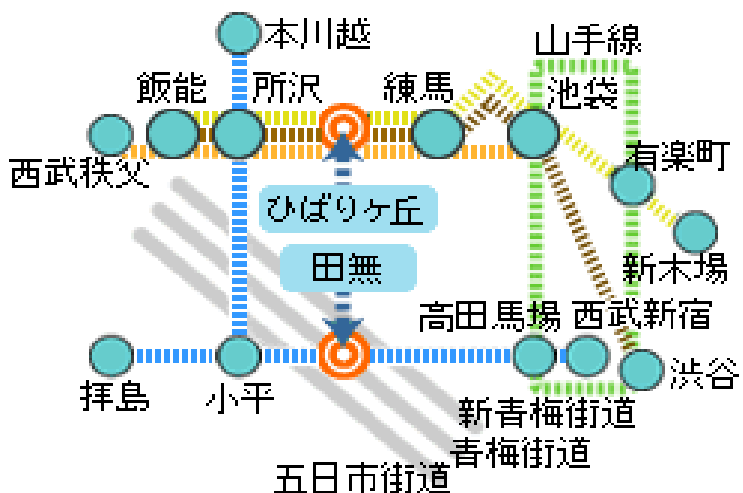 本川越
山手線
飯能
所沢
練馬
池袋
西武秩父
有楽町
ひばりヶ丘
新木場
田無
高田馬場
西武新宿
拝島
小平
渋谷
新青梅街道
青梅街道
五日市街道